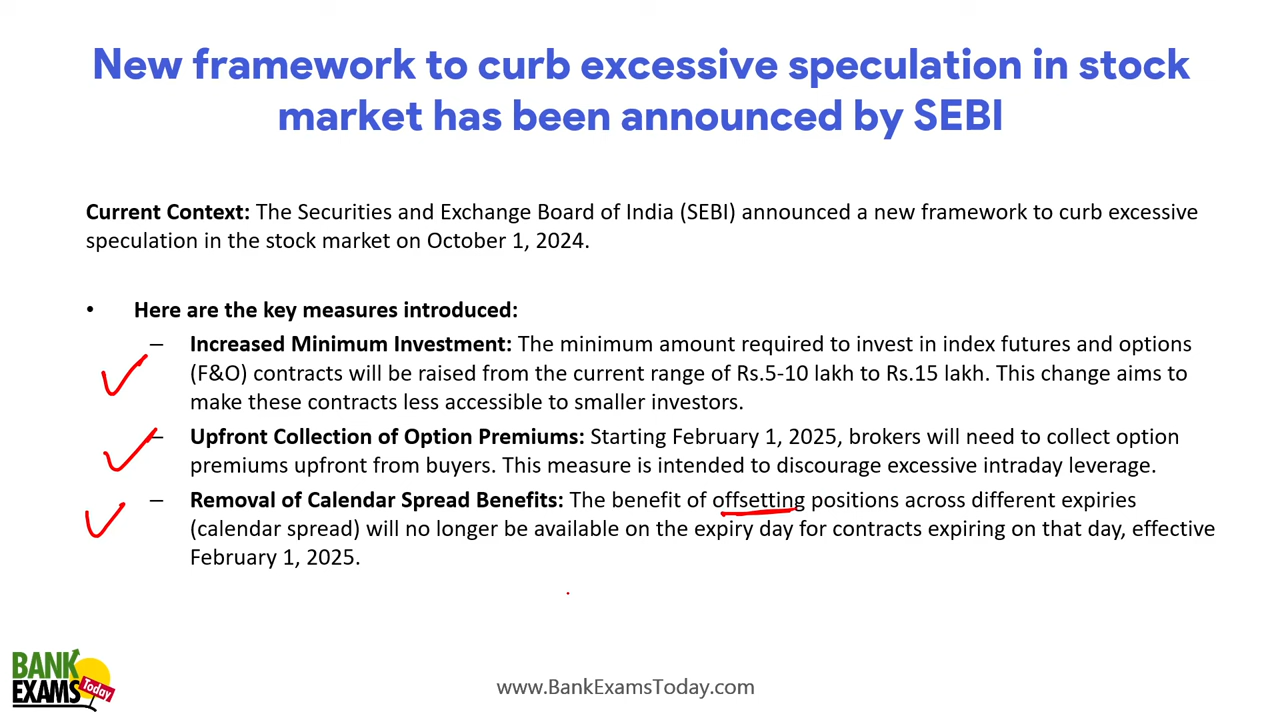 New framework to curb excessive speculation in stock
market has been announced by SEBI
Current Context: The Securities and Exchange Board of India (SEBI) announced a new framework to curb excessive
speculation in the stock market on October 1, 2024.
• Here are the key measures introduced:
– Increased Minimum Investment: The minimum amount required to invest in index futures and options
(F&O) contracts will be raised from the current range of Rs.5-10 lakh to Rs.15 lakh. This change aims to
make these contracts less accessible to smaller investors.
– Upfront Collection of Option Premiums: Starting February 1, 2025, brokers will need to collect option
premiums upfront from buyers. This measure is intended to discourage excessive intraday leverage.
– Removal of Calendar Spread Benefits: The benefit of offsetting positions across different expiries
(calendar spread) will no longer be available on the expiry day for contracts expiring on that day, effective
February 1, 2025.
BANK
EXAMS
Today
www.BankExamsToday.com